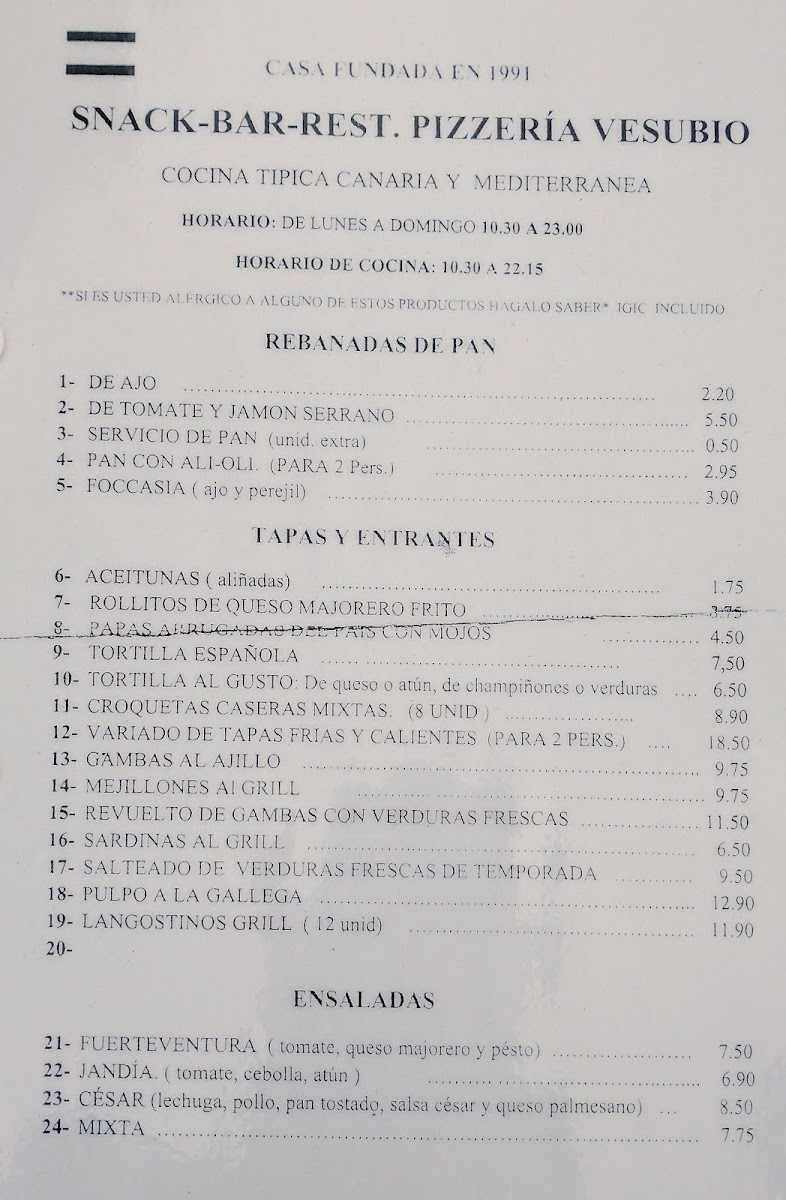 CASA FUNDADA EN 1991
SNACK-BAR-REST. PIZZERÍA VESUBIO
COCINA TIPICA CANARIA Y MEDITERRANEA
HORARIO: DE LUNES A DOMINGO 10.30 A 23.00
HORARIO DE COCINA: 10.30 A 22.15
**SI ES USTED ALERGICO A ALGUNO DE ESTOS PRODUCTOS HAGALO SABER* IGIC INCLUIDO
REBANADAS DE PAN
1- DE AJO ........................................ 2.20
2- DE TOMATE Y JAMON SERRANO ........................................ 5.50
3- SERVICIO DE PAN (unid. extra) ........................................ 0.50
4- PAN CON ALI-OLI. (PARA 2 Pers.) ........................................ 2.95
5- FOCCASIA ( ajo y perejil) ........................................ 3.90
TAPAS Y ENTRANTES
6- ACEITUNAS ( aliñadas) ........................................ 1.75
7- ROLLITOS DE QUESO MAJORERO FRITO ........................ 3.75
8- PAPAS ARRUGADAS DEL PAIS CON MOJOS .............. 4.50
9- TORTILLA ESPAÑOLA ........................................ 7,50
10- TORTILLA AL GUSTO: De queso o atún, de champiñones o verduras .... 6.50
11- CROQUETAS CASERAS MIXTAS. (8 UNID ) .................... 8.90
12- VARIADO DE TAPAS FRIAS Y CALIENTES (PARA 2 PERS.) .... 18.50
13- GAMBAS AL AJILLO ........................................ 9.75
14- MEJILLONES Al GRILL ........................................ 9.75
15- REVUELTO DE GAMBAS CON VERDURAS FRESCAS .................. 11.50
16- SARDINAS AL GRILL ........................................ 6.50
17- SALTEADO DE VERDURAS FRESCAS DE TEMPORADA ............ 9.50
18- PULPO A LA GALLEGA ........................................ 12.90
19- LANGOSTINOS GRILL ( 12 unid) ........................................ 11.90
20-
ENSALADAS
21- FUERTEVENTURA ( tomate, queso majorero y pésto) ..................... 7.50
22- JANDÍA. ( tomate, cebolla, atún ) ........................................ 6.90
23- CÉSAR (lechuga, pollo, pan tostado, salsa césar y queso palmesano) ... 8.50
24- MIXTA ........................................ 7.75